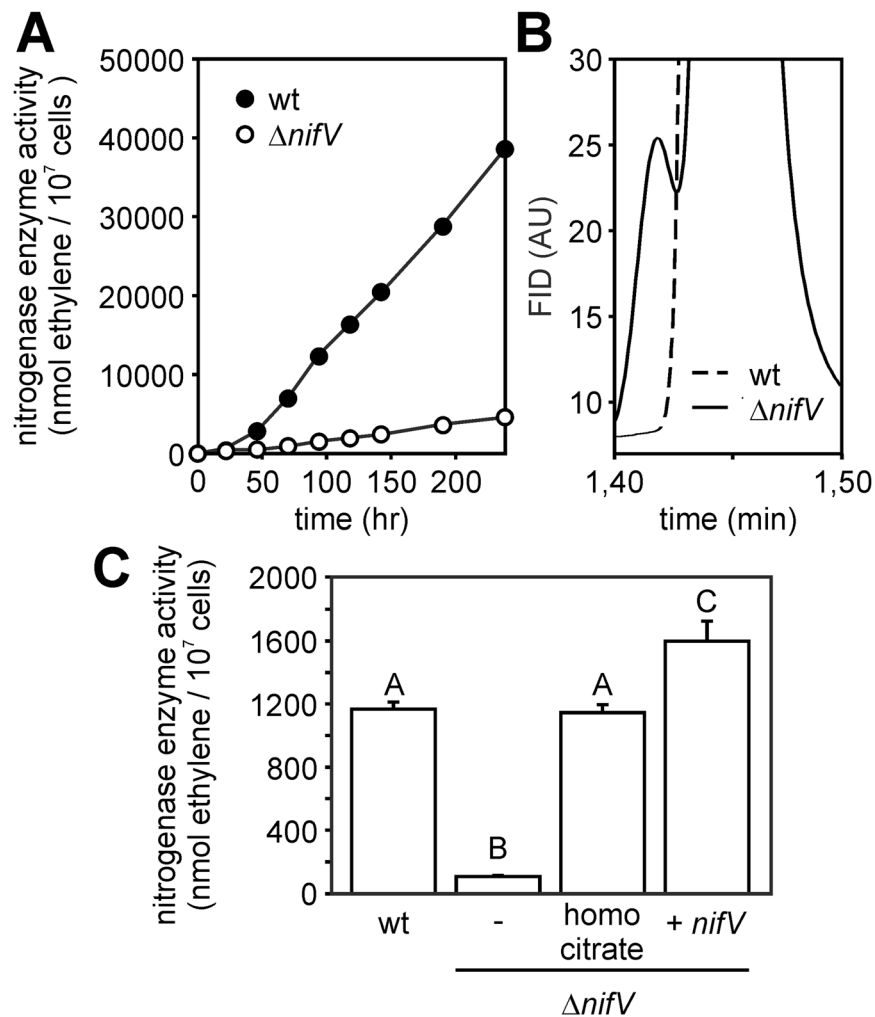 A
nitrogenase enzyme activity
(nmol ethylene / 10⁷ cells )
50000
40000
30000
20000
10000
0
wt
ΔnifV
0 50 100 150 200
time (hr)
B
FID (AU)
30
25
20
15
10
wt
ΔnifV
1,40 1,50
time (min)
C
nitrogenase enzyme activity
(nmol ethylene / 10⁷ cells)
2000
1600
1200
800
400
0
A
B
A
C
wt - homo + nifV
citrate
ΔnifV